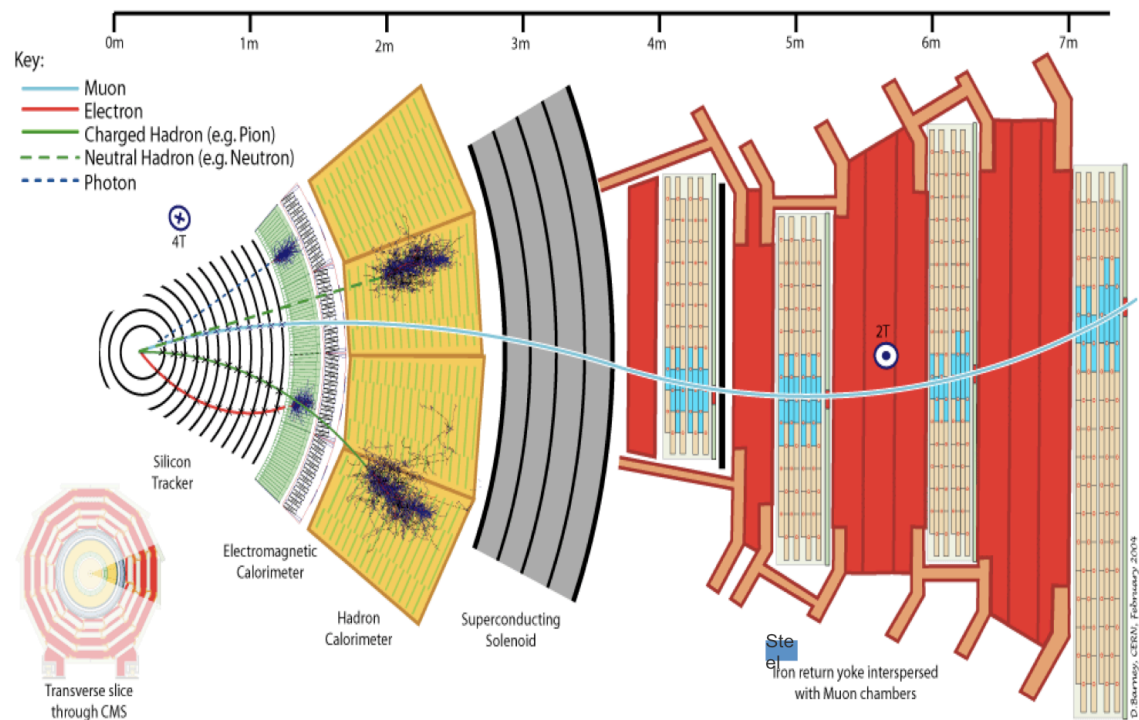 0m 1m 2m 3m 4m 5m 6m 7m
Key:
Muon
Electron
Charged Hadron (e.g. Pion)
Neutral Hadron (e.g. Neutron)
Photon
4T
2T
Silicon
Tracker
Electromagnetic
Calorimeter
Hadron
Calorimeter
Superconducting
Solenoid
Ste
el
Iron return yoke interspersed
with Muon chambers
Transverse slice
through CMS
D. Barney, CERN, February 2004